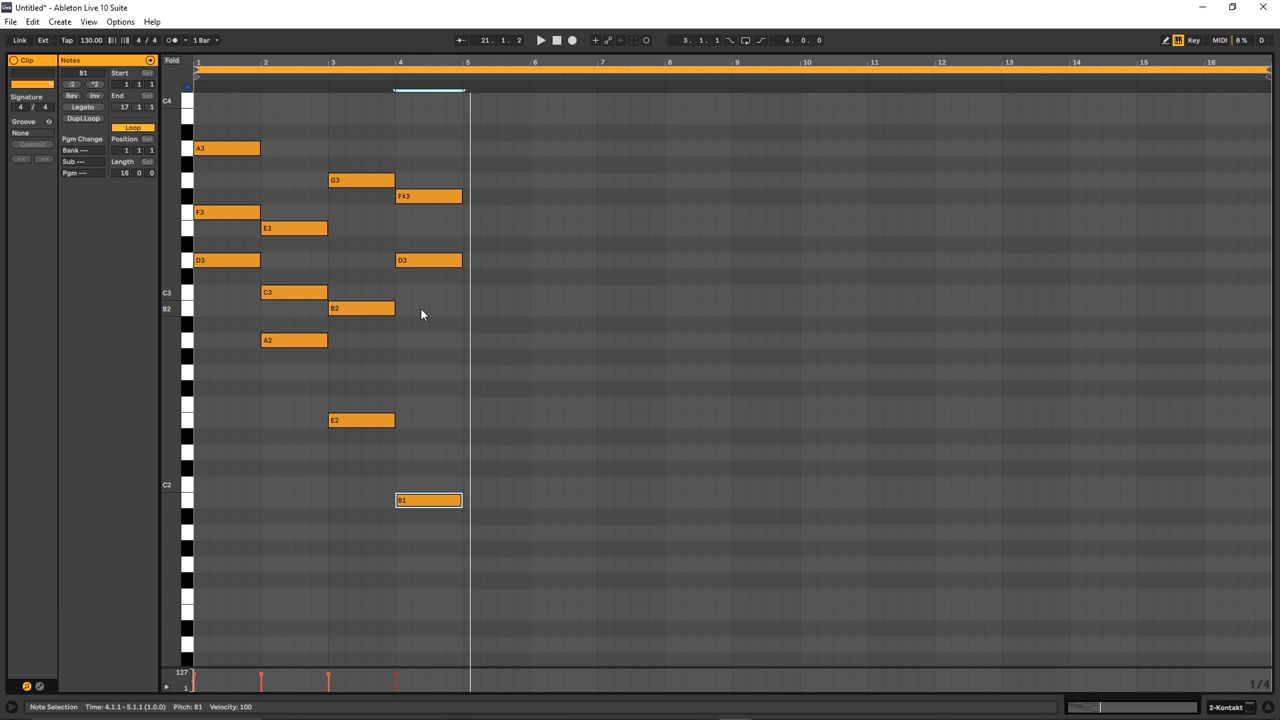 Untitled* - Ableton Live 10 Suite
File Edit Create View Options Help
Link Ext Tap 130.00 4 / 4 1 Bar 21. 1. 2 3. 1. 1 4. 0. 0 Key MIDI 8 % D
Clip Notes Fold 1 2 3 4 5 6 7 8 9 10 11 12 13 14 15 16
B1 Start Set
:2 *2 1 1 1
Signature Rev Inv End Set
4 / 4 Legato 17 1 1
Groove Dupl.Loop
None Loop
Commit Pgm Change Position Set
<< >> Bank --- 1 1 1
Sub --- Length Set
Pgm --- 16 0 0
C4
A3
G3
F#3
F3
E3
D3 D3
C3 C3
B2 B2
A2
E2
C2
B1
127
1 1/4
Note Selection Time: 4.1.1 - 5.1.1 (1.0.0) Pitch: B1 Velocity: 100 2-Kontakt